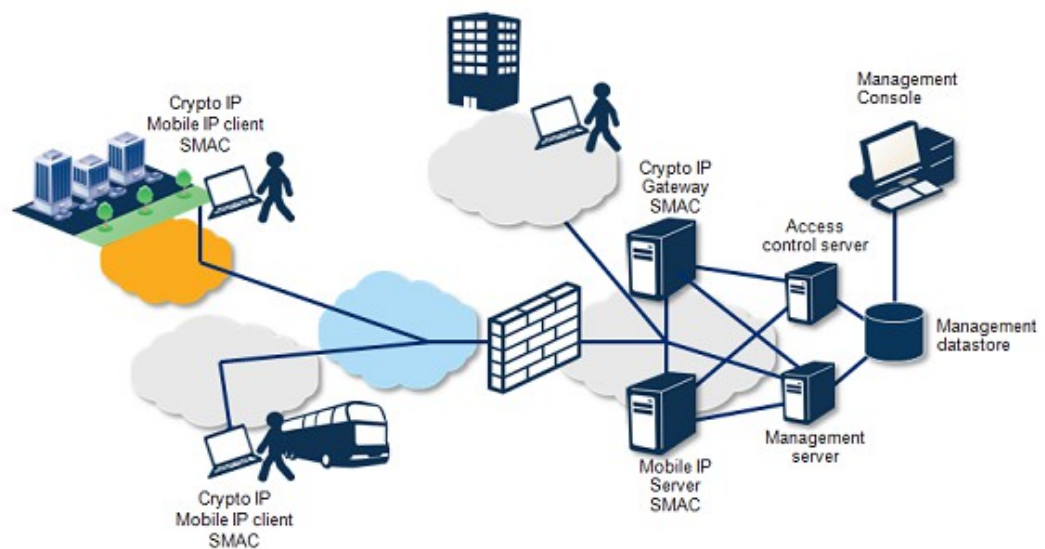 Crypto IP
Mobile IP client
SMAC
Management
Console
Crypto IP
Gateway
SMAC
Access
control server
Management
datastore
Management
server
Mobile IP
Server
SMAC
Crypto IP
Mobile IP client
SMAC